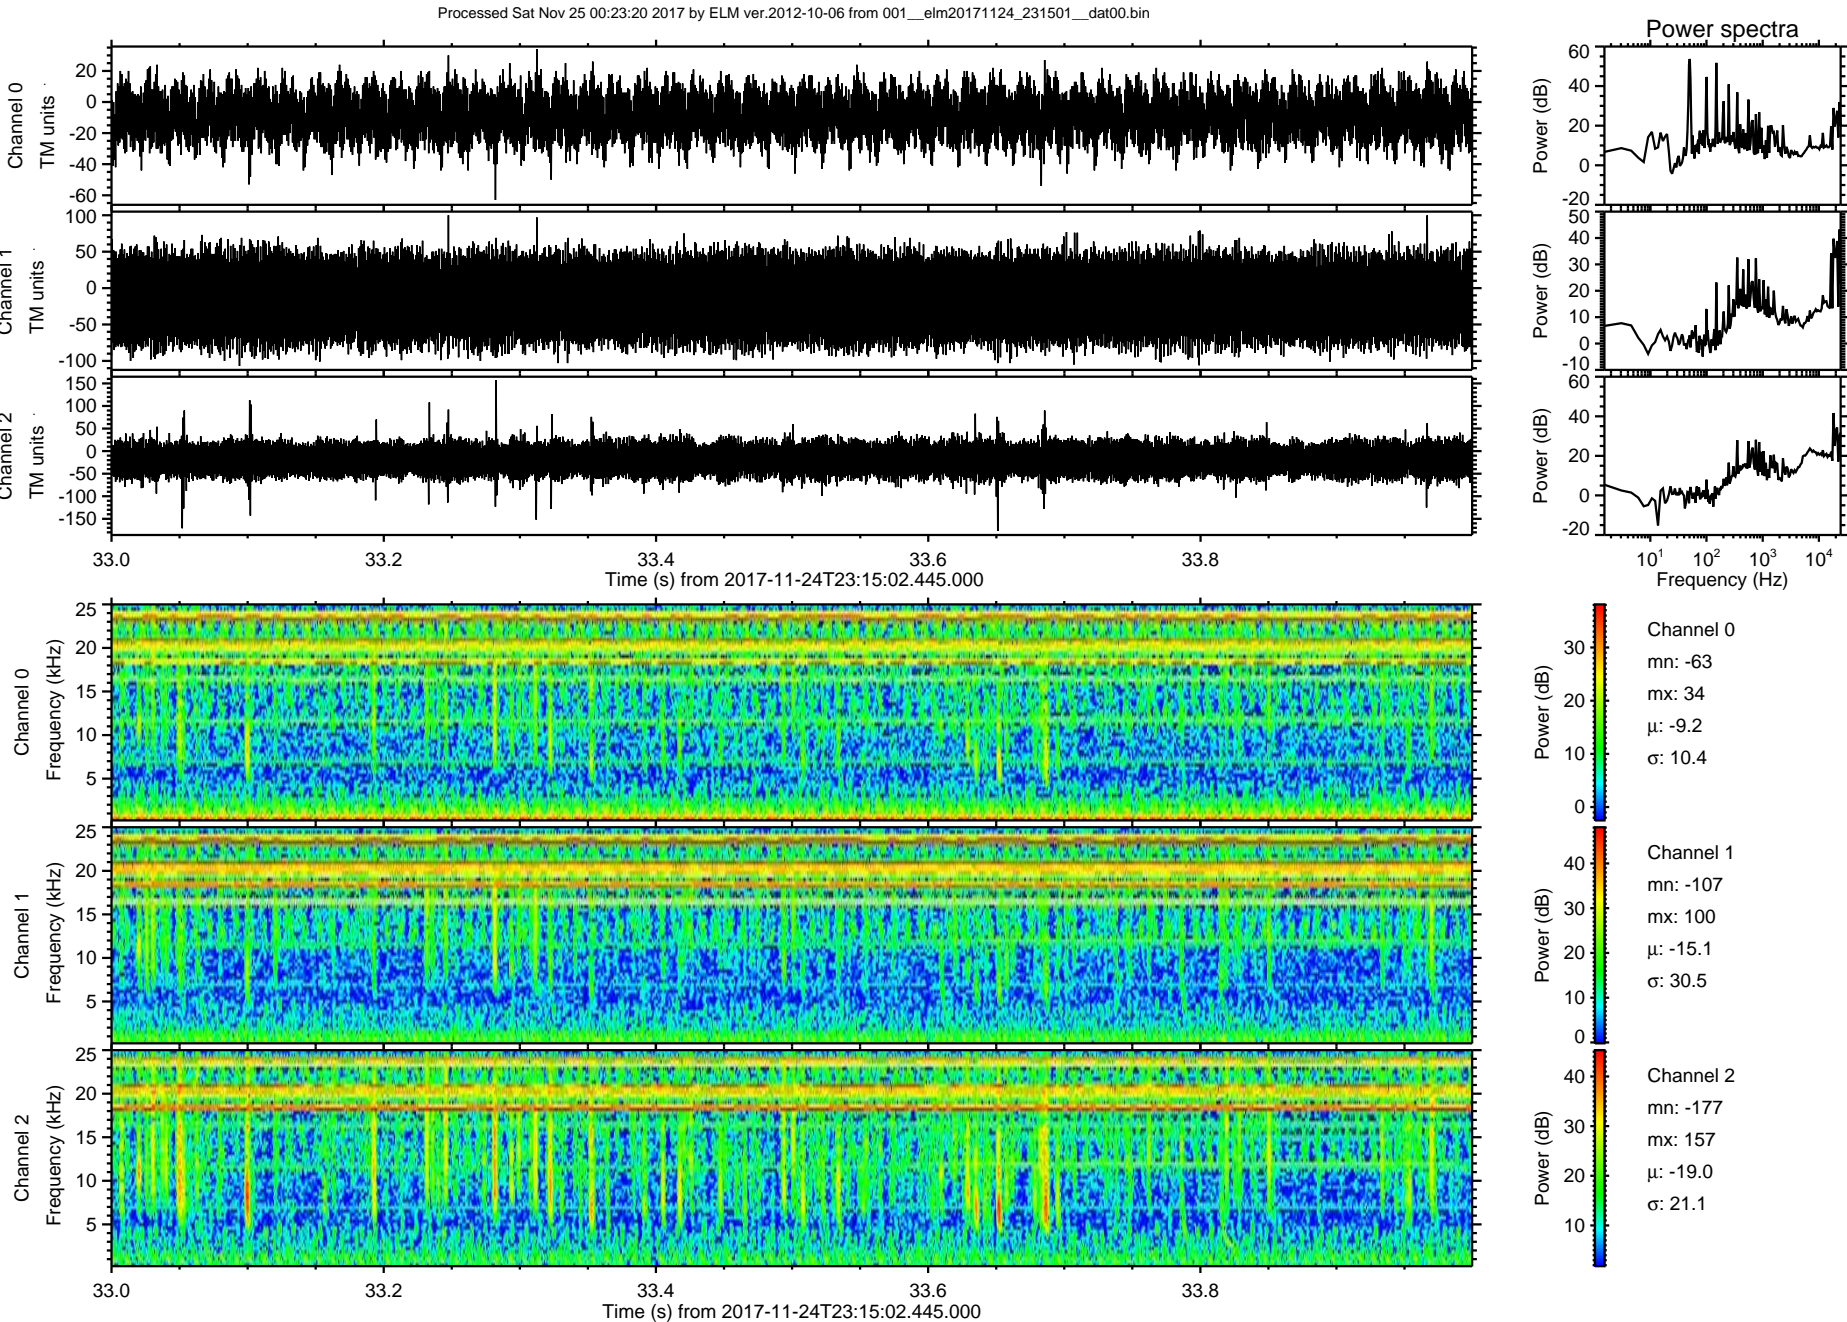 Processed Sat Nov 25 00:23:20 2017 by ELM ver.2012-10-06 from 001__elm20171124_231501__dat00.bin
Power spectra
Channel 0
TM units
20
0
-20
-40
-60
Power (dB)
60
40
20
0
-20
Channel 1
TM units
100
50
0
-50
-100
Power (dB)
50
40
30
20
10
0
-10
Channel 2
TM units
150
100
50
0
-50
-100
-150
Power (dB)
60
40
20
0
-20
33.0 33.2 33.4 33.6 33.8
Time (s) from 2017-11-24T23:15:02.445.000
10^1 10^2 10^3 10^4
Frequency (Hz)
Channel 0
Frequency (kHz)
25
20
15
10
5
Power (dB)
30
20
10
0
Channel 0
mn: -63
mx: 34
μ: -9.2
σ: 10.4
Channel 1
Frequency (kHz)
25
20
15
10
5
Power (dB)
40
30
20
10
0
Channel 1
mn: -107
mx: 100
μ: -15.1
σ: 30.5
Channel 2
Frequency (kHz)
25
20
15
10
5
Power (dB)
40
30
20
10
Channel 2
mn: -177
mx: 157
μ: -19.0
σ: 21.1
33.0 33.2 33.4 33.6 33.8
Time (s) from 2017-11-24T23:15:02.445.000